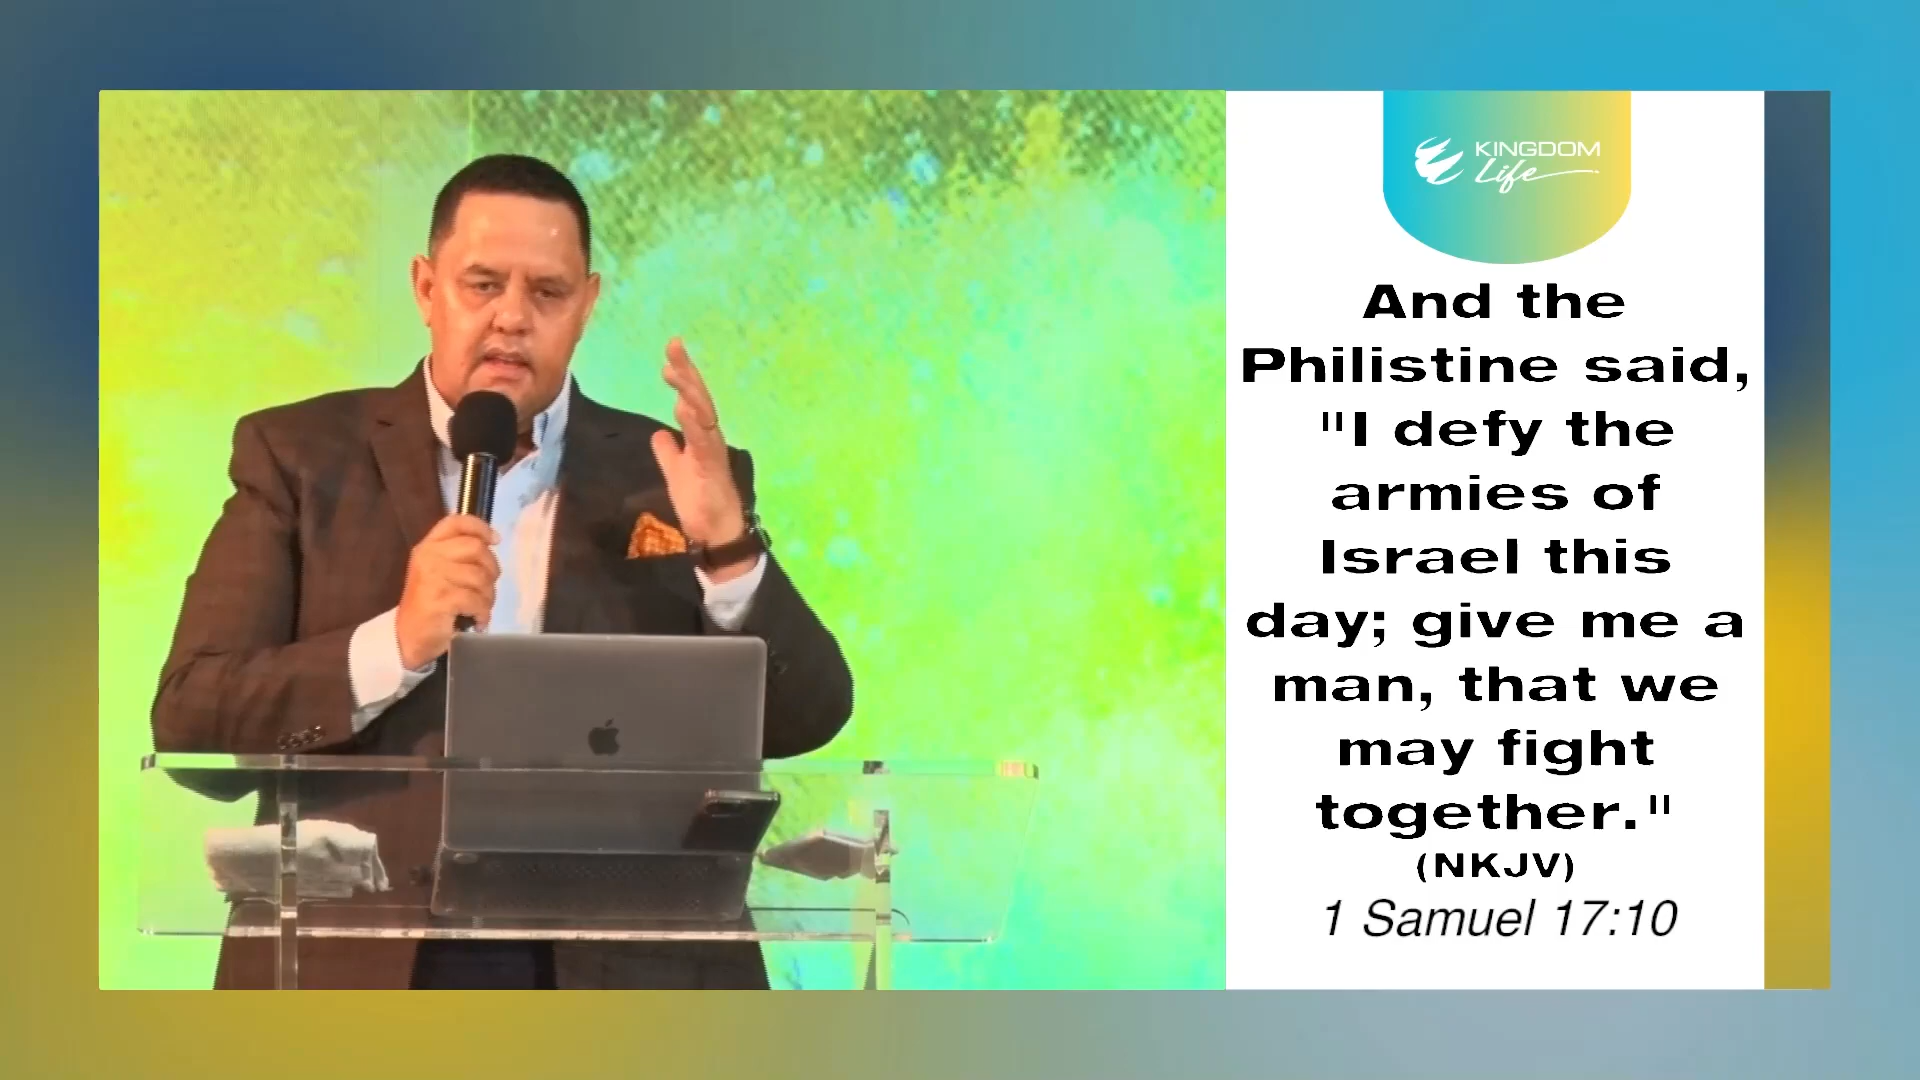 KINGDOM
Life
And the
Philistine said,
"I defy the
armies of
Israel this
day; give me a
man, that we
may fight
together."
(NKJV)
1 Samuel 17:10